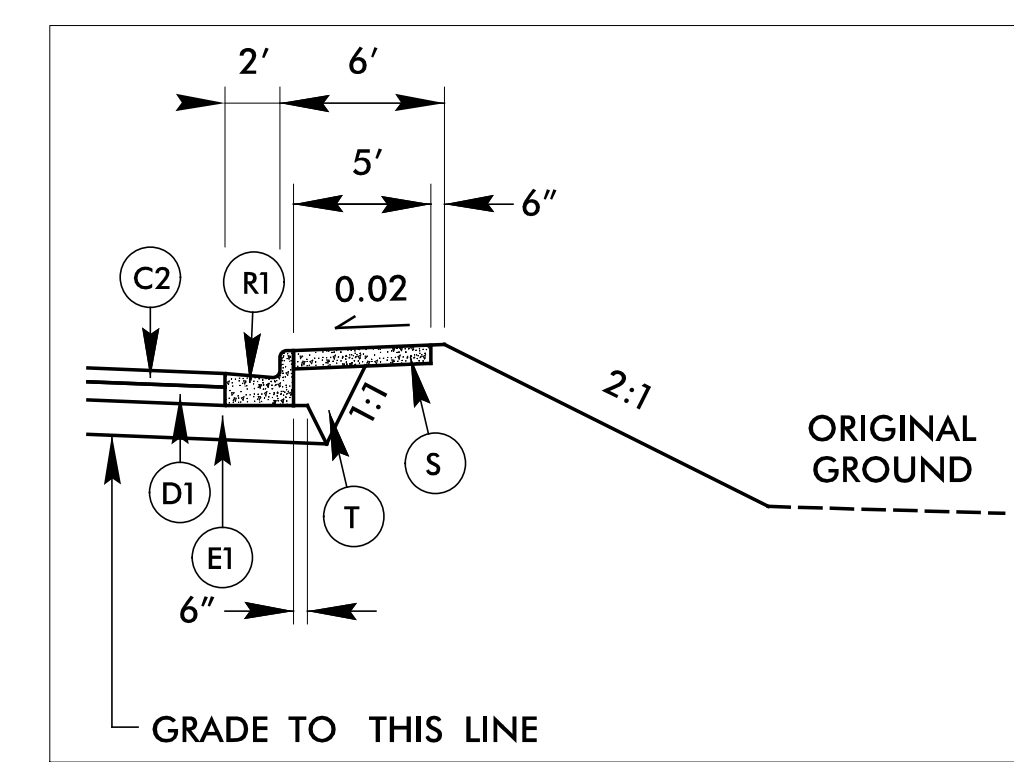 2' 6'
5'
6"
C2 R1 0.02
2:1
1:1
ORIGINAL
GROUND
S
D1
T
E1
6"
GRADE TO THIS LINE